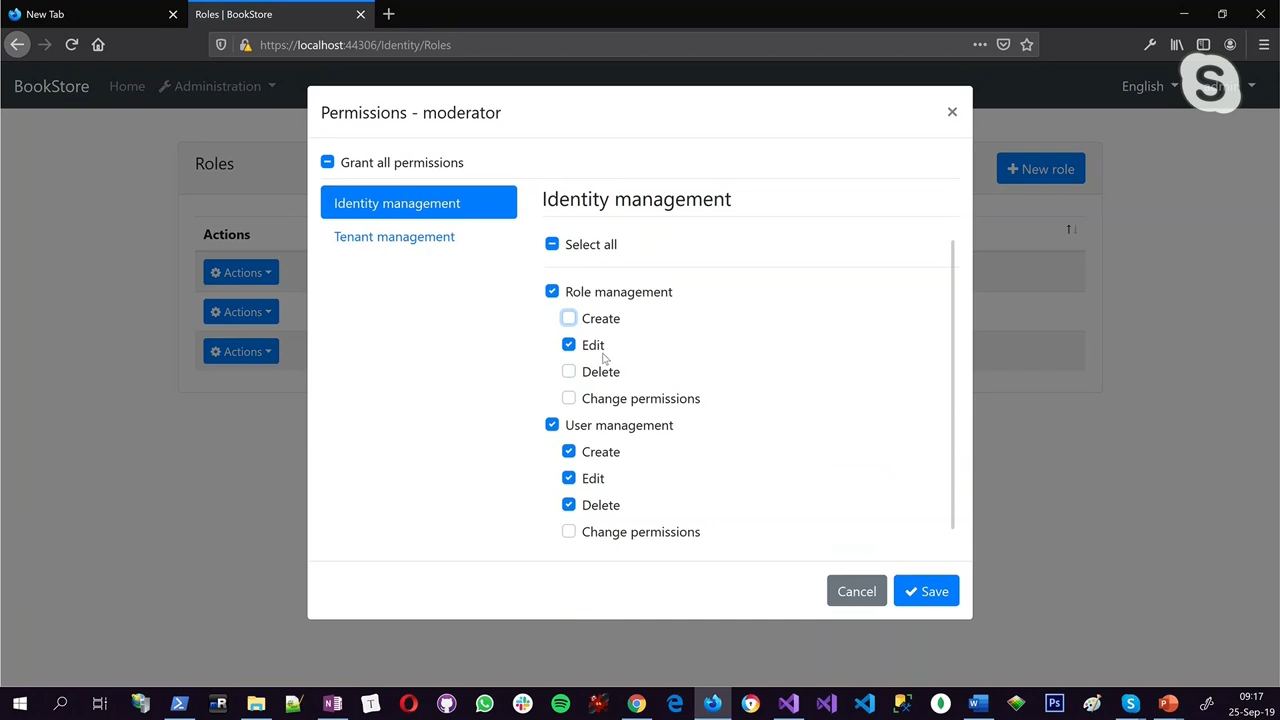 New Tab
Roles | BookStore
https://localhost:44306/Identity/Roles
BookStore
Home
Administration
English
Permissions - moderator
Grant all permissions
Identity management
Tenant management
Identity management
Select all
Role management
Create
Edit
Delete
Change permissions
User management
Create
Edit
Delete
Change permissions
Cancel
Save
Roles
New role
Actions
Actions
Actions
Actions
09:17
25-Sep-19